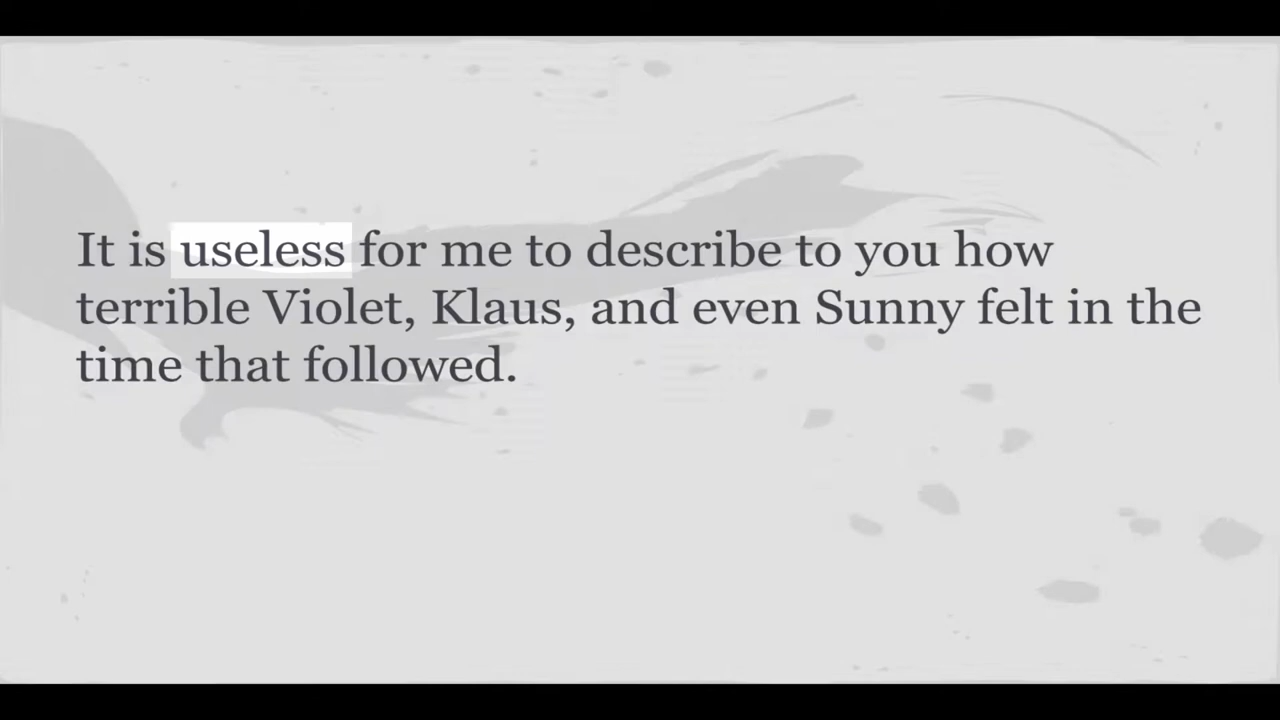 It is useless for me to describe to you how
terrible Violet, Klaus, and even Sunny felt in the
time that followed.